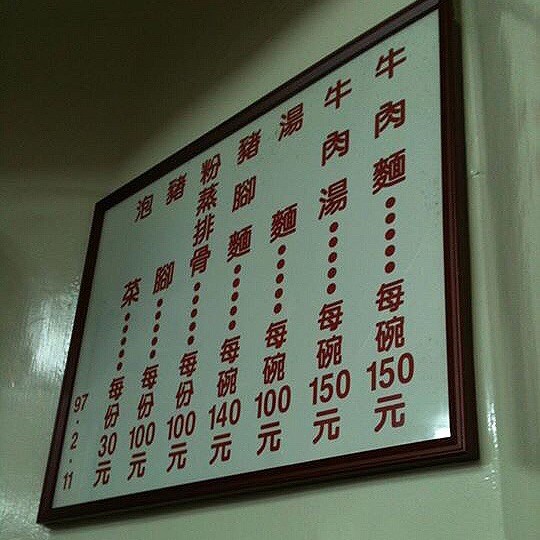 牛肉麵••••••每碗150元
牛肉湯••••••每碗150元
湯麵••••••每碗100元
豬腳麵••••••每碗140元
粉蒸排骨••••••每份100元
豬腳••••••每份100元
泡菜••••••每份30元
97.2.11